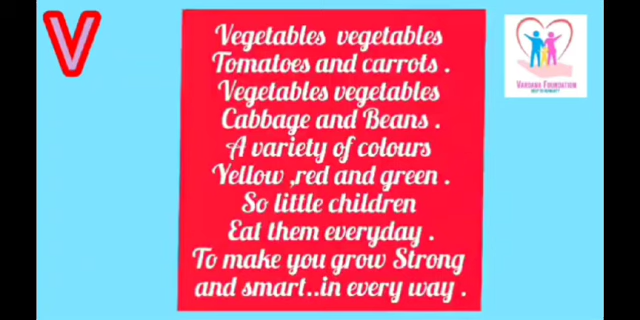 V
Vegetables vegetables
Tomatoes and carrots .
Vegetables vegetables
Cabbage and Beans .
A variety of colours
Yellow ,red and green .
So little children
Eat them everyday .
To make you grow Strong
and smart..in every way .
VARDAAN FOUNDATION